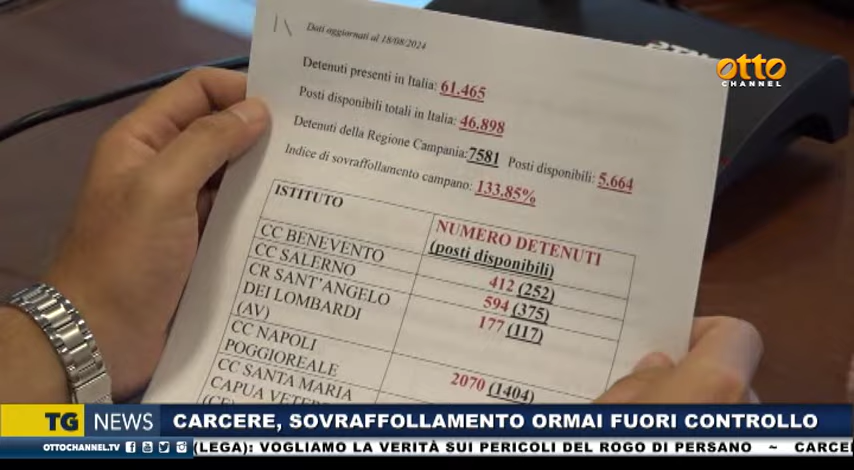 Dati aggiornati al 18/08/2024
otto
CHANNEL
Detenuti presenti in Italia: 61.465
Posti disponibili totali in Italia: 46.898
Detenuti della Regione Campania:7581 Posti disponibili: 5.664
Indice di sovraffollamento campano: 133.85%
ISTITUTO
NUMERO DETENUTI
(posti disponibili)
CC BENEVENTO
412 (252)
CC SALERNO
594 (375)
CR SANT'ANGELO
DEI LOMBARDI
(AV)
177 (117)
CC NAPOLI
POGGIOREALE
2070 (1404)
CC SANTA MARIA
CAPUA
TG NEWS
CARCERE, SOVRAFFOLLAMENTO ORMAI FUORI CONTROLLO
OTTOCHANNEL.TV
(LEGA): VOGLIAMO LA VERITÀ SUI PERICOLI DEL ROGO DI PERSANO ~ CARCE